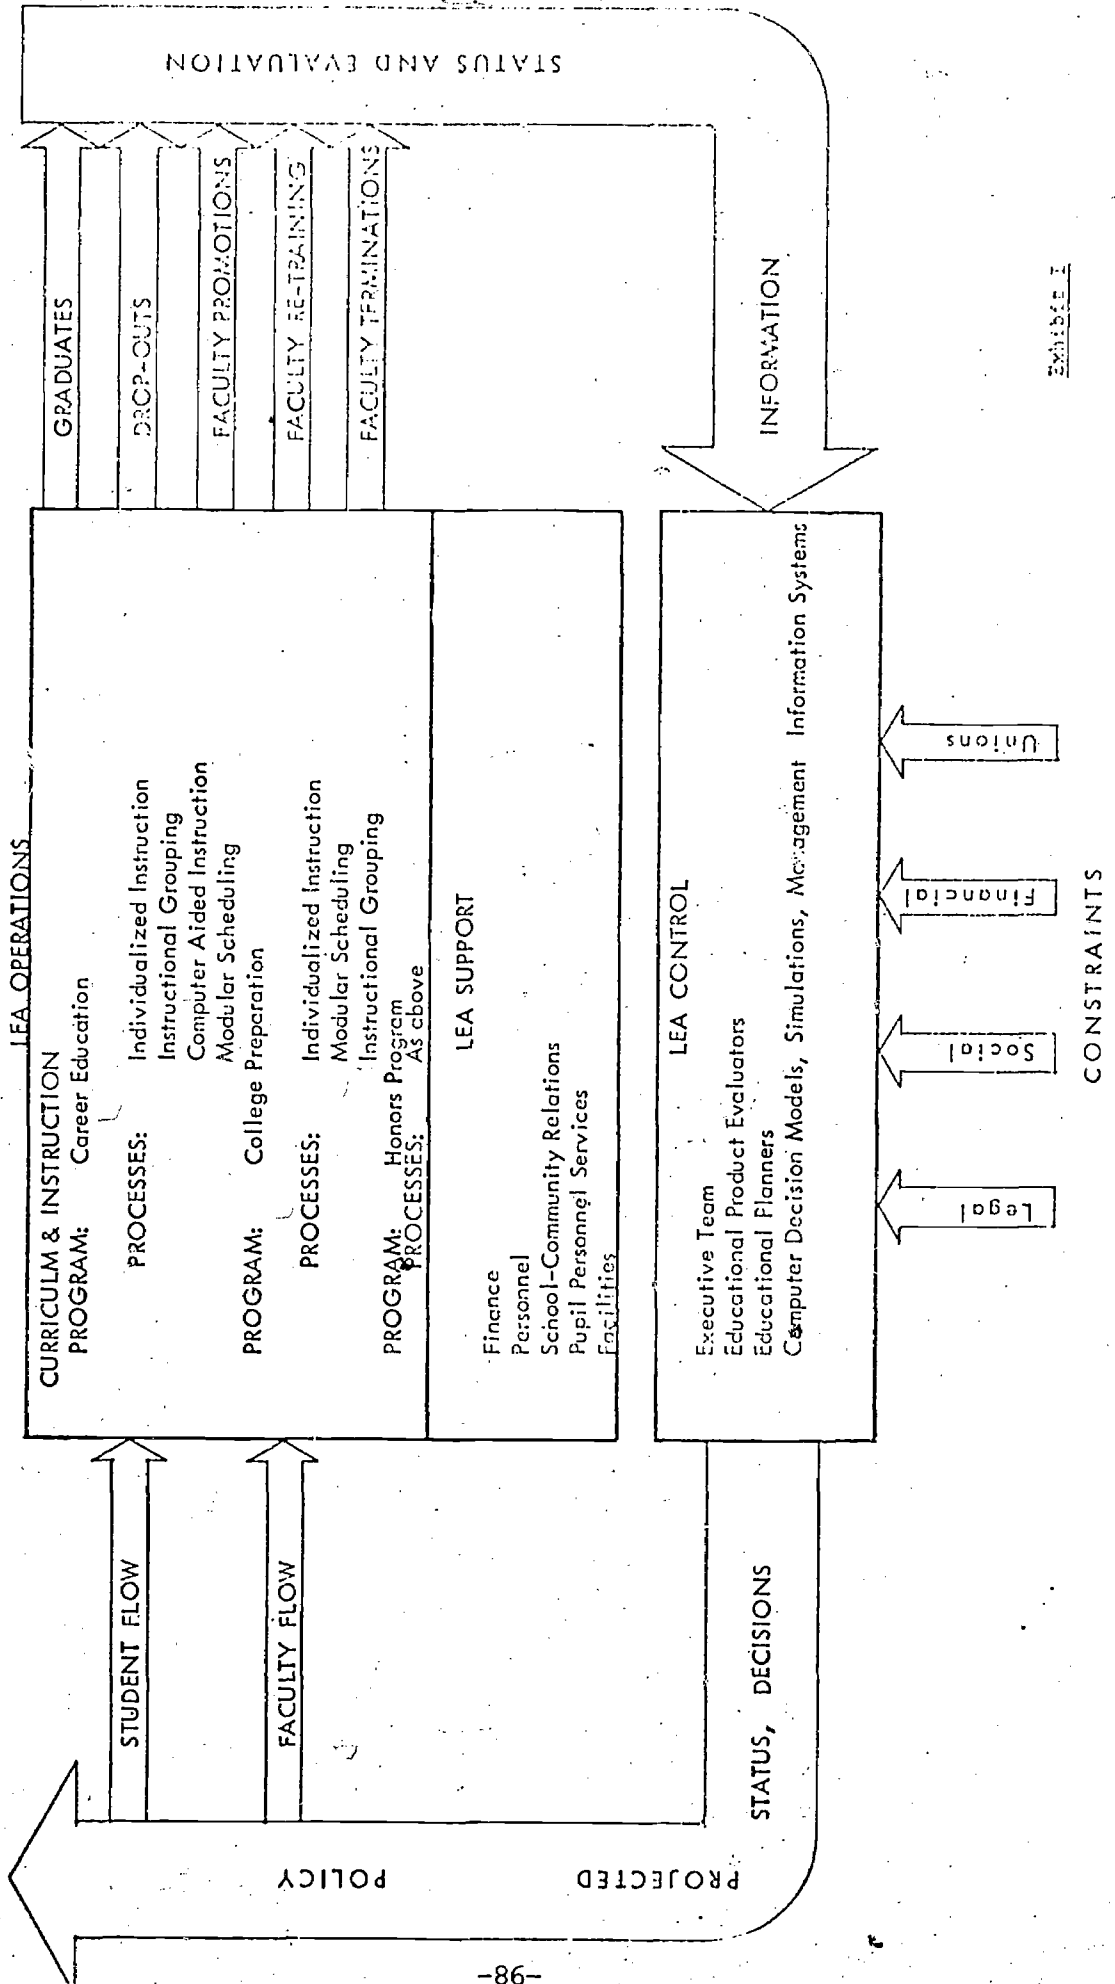 LEA OPERATIONS
CURRICULM & INSTRUCTION
PROGRAM: Career Education
PROCESSES: Individualized Instruction
Instructional Grouping
Computer Aided Instruction
Modular Scheduling
PROGRAM: College Preparation
PROCESSES: Individualized Instruction
Modular Scheduling
Instructional Grouping
PROGRAM: Honors Program
PROCESSES: As above
LEA SUPPORT
Finance
Personnel
School-Community Relations
Pupil Personnel Services
Facilities
LEA CONTROL
Executive Team
Educational Product Evaluators
Educational Planners
Computer Decision Models, Simulations, Management Information Systems
STUDENT FLOW
FACULTY FLOW
POLICY
PROJECTED
STATUS, DECISIONS
GRADUATES
DROP-OUTS
FACULTY PROMOTIONS
FACULTY RE-TRAINING
FACULTY TERMINATIONS
STATUS AND EVALUATION
INFORMATION
Legal
Social
Financial
Unions
CONSTRAINTS
Exhibit I
-98-